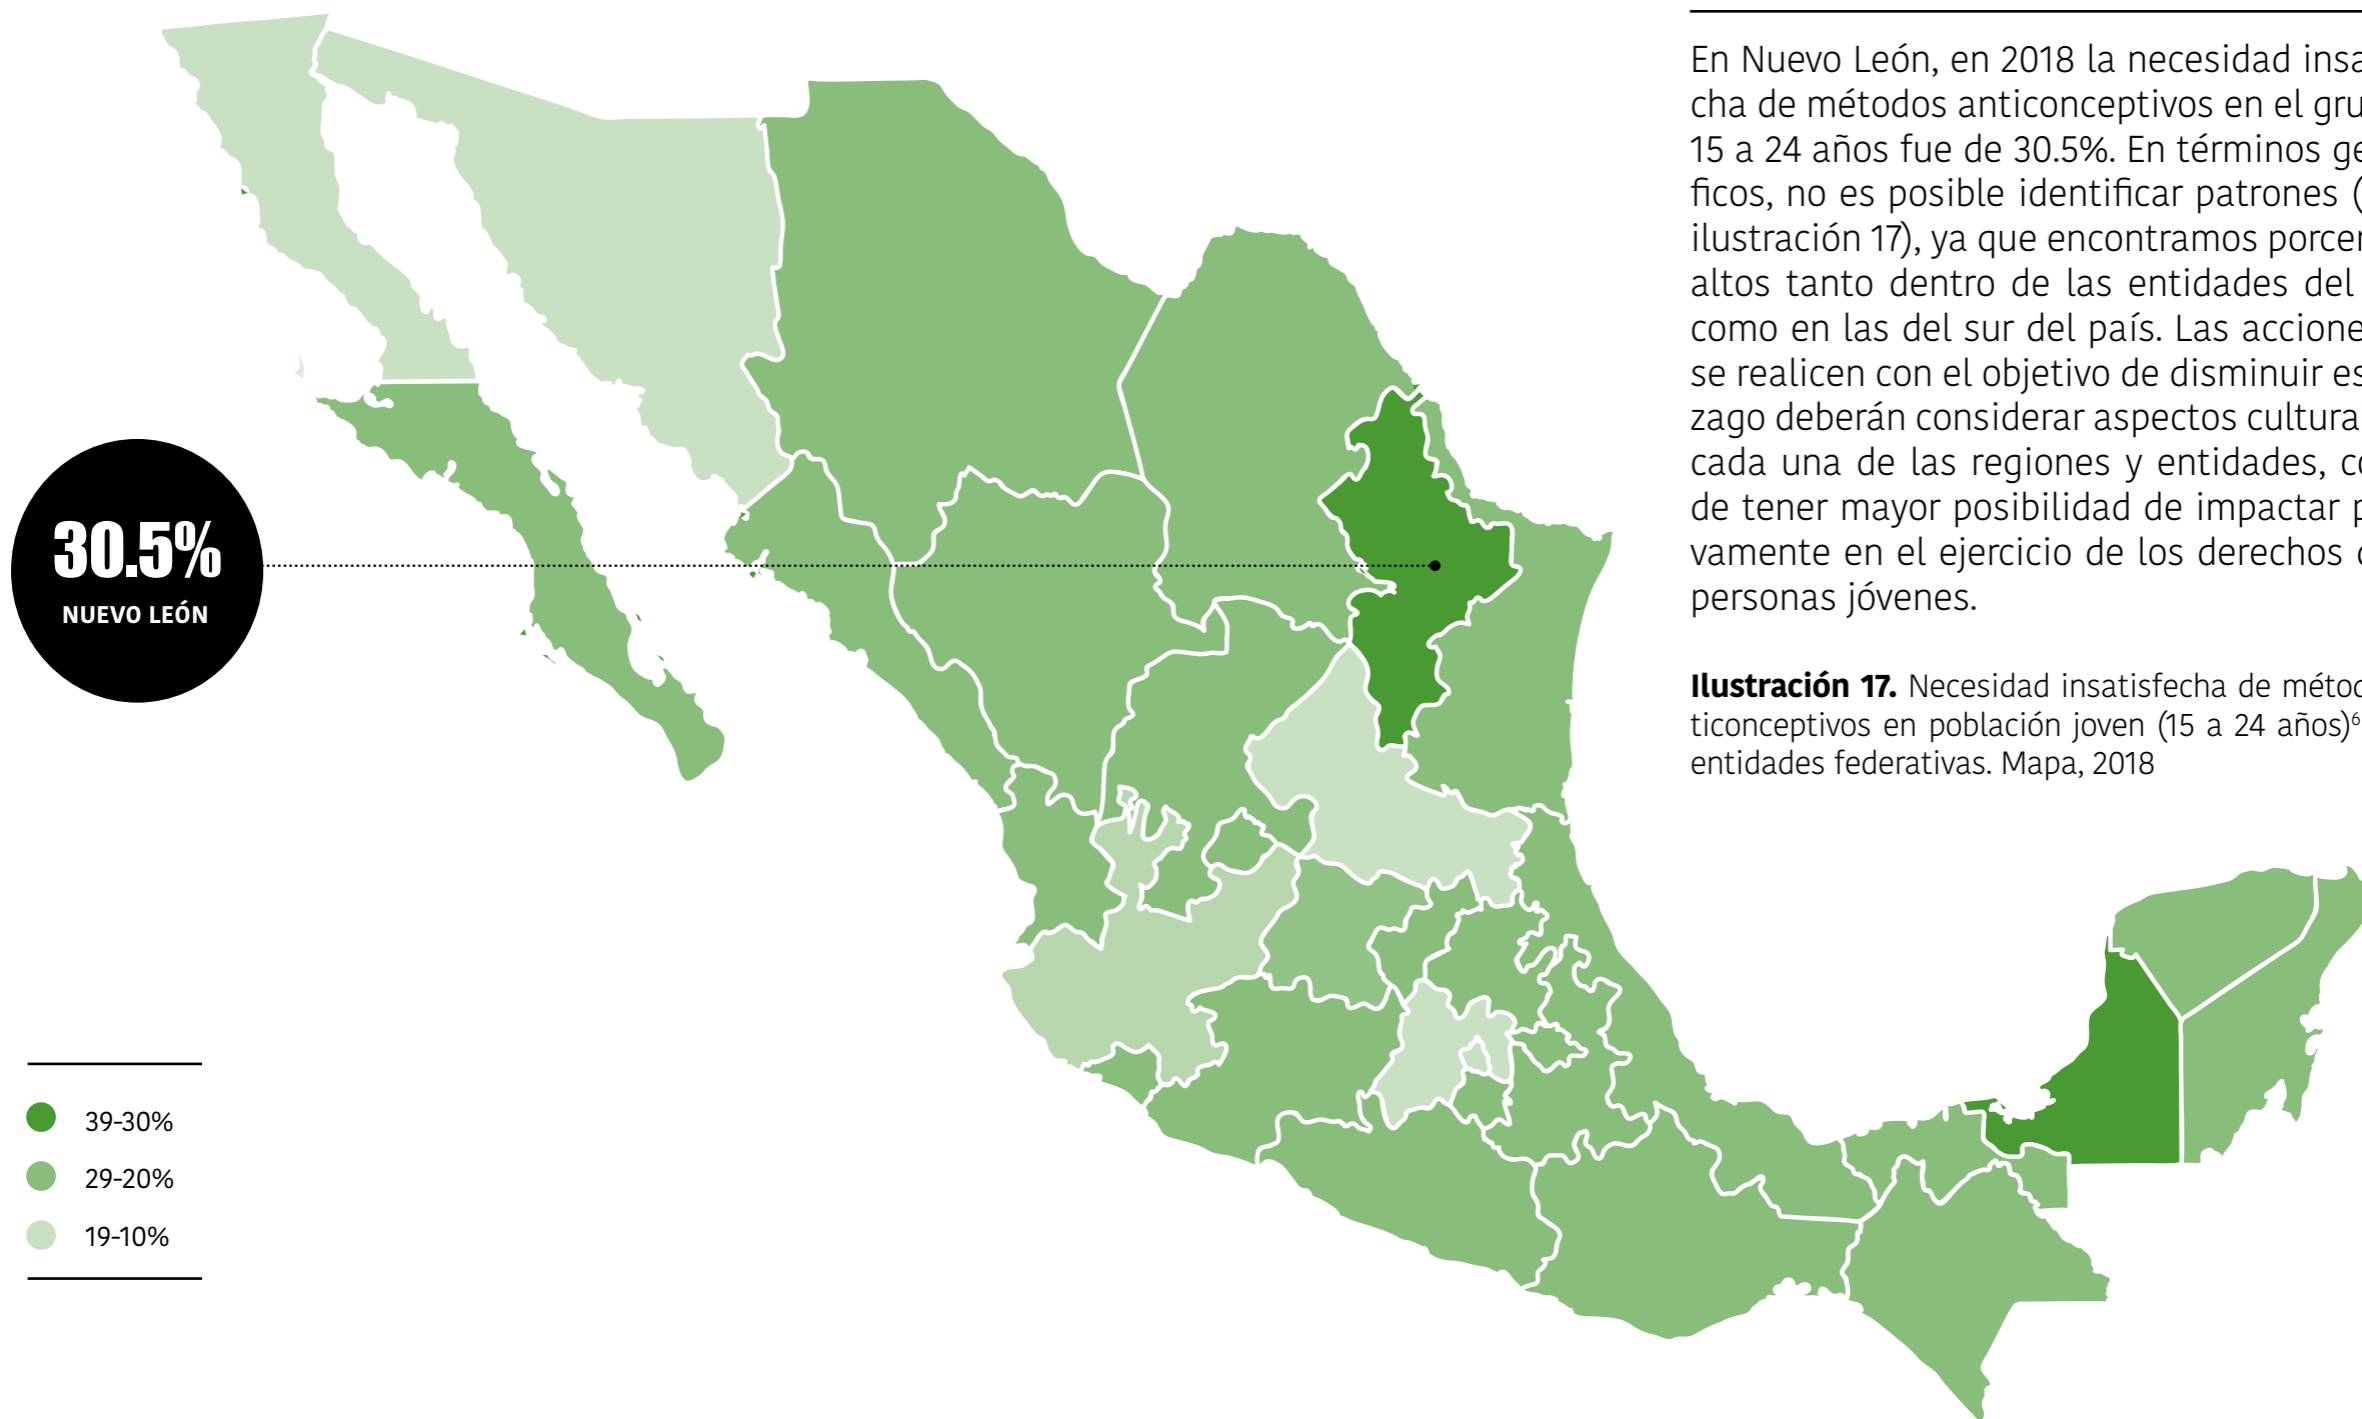 En Nuevo León, en 2018 la necesidad insa
cha de métodos anticonceptivos en el gru
15 a 24 años fue de 30.5%. En términos ge
ficos, no es posible identificar patrones (
ilustración 17), ya que encontramos porcen
altos tanto dentro de las entidades del
como en las del sur del país. Las accione
se realicen con el objetivo de disminuir es
zago deberán considerar aspectos cultura
cada una de las regiones y entidades, co
de tener mayor posibilidad de impactar p
vamente en el ejercicio de los derechos
personas jóvenes.
Ilustración 17. Necesidad insatisfecha de métod
ticonceptivos en población joven (15 a 24 años)⁶
entidades federativas. Mapa, 2018
30.5%
NUEVO LEÓN
39-30%
29-20%
19-10%